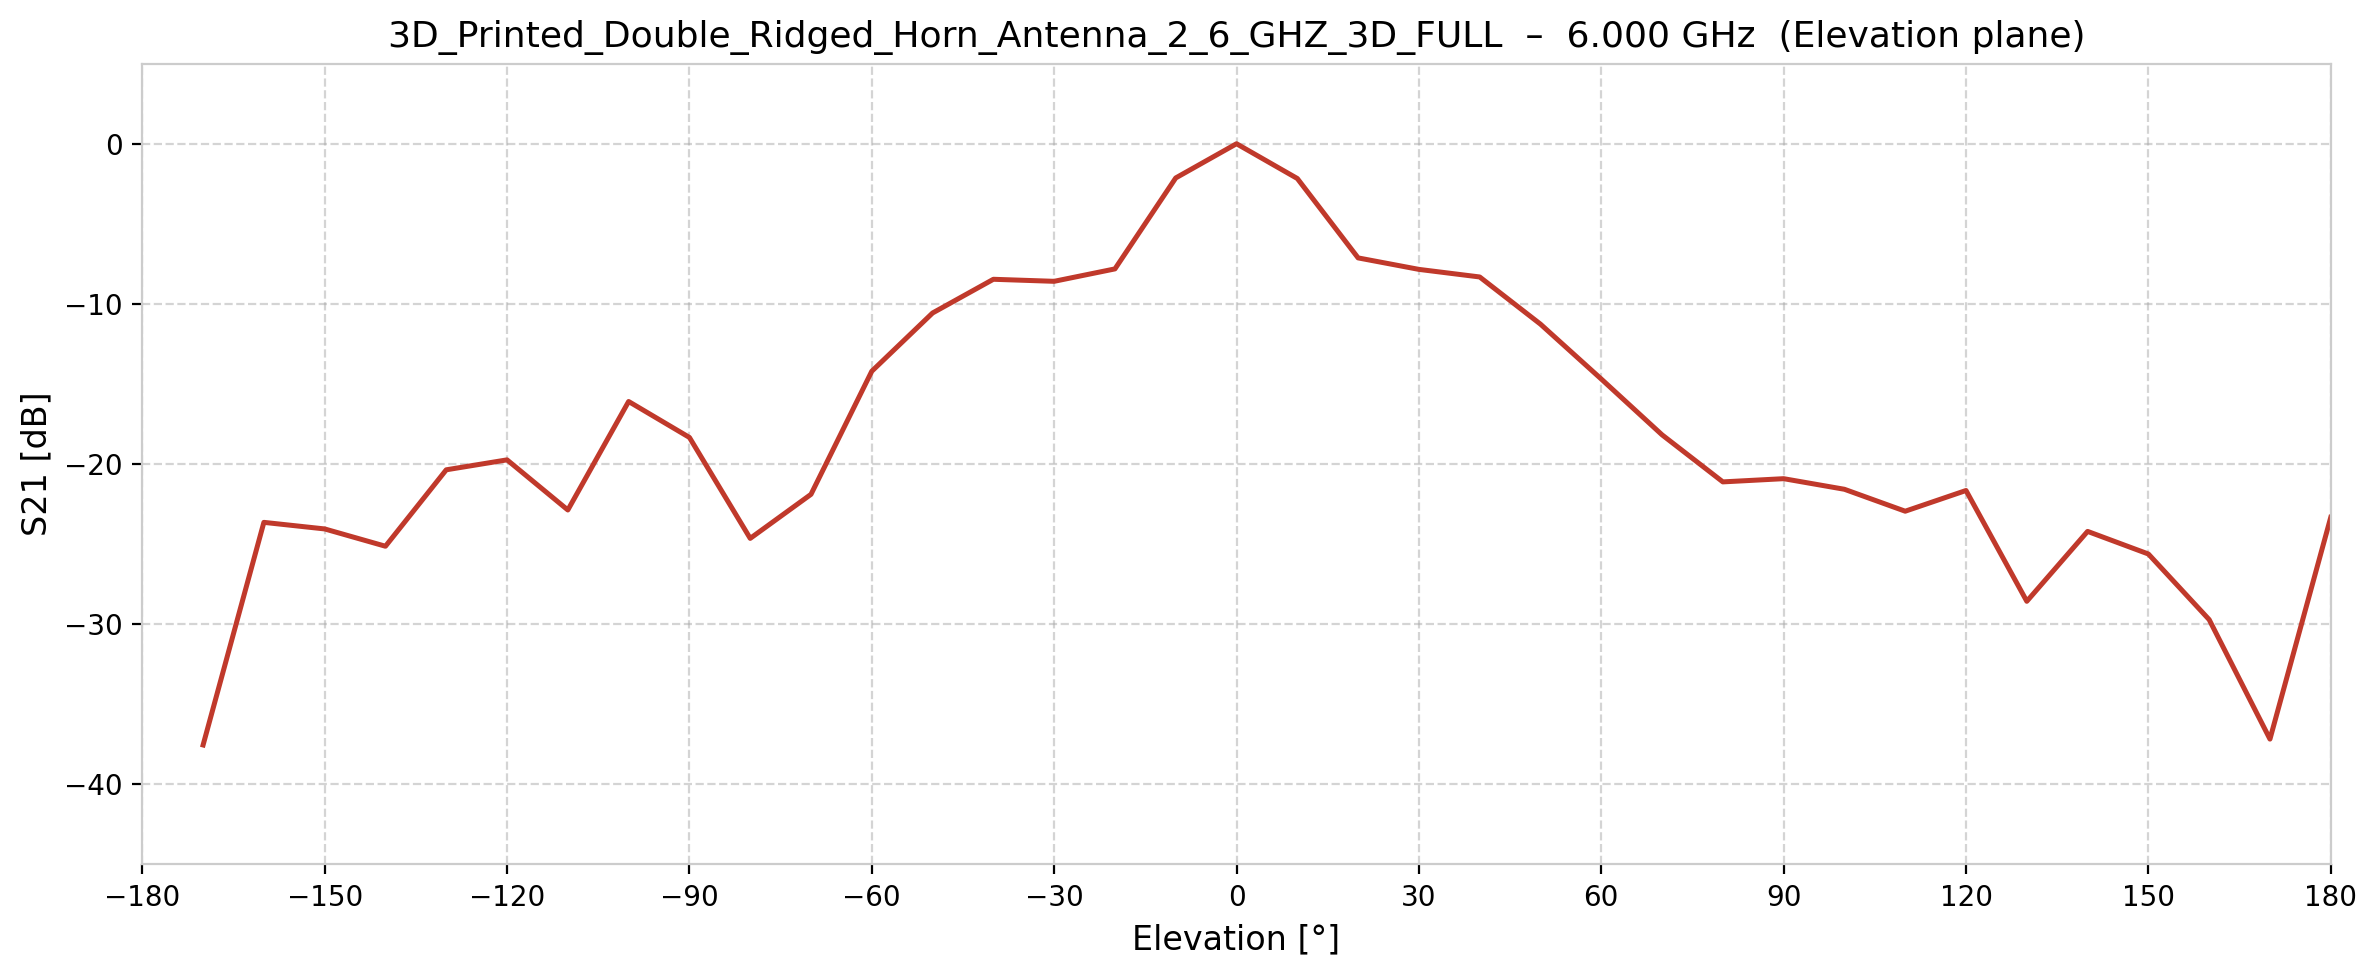 3D_Printed_Double_Ridged_Horn_Antenna_2_6_GHZ_3D_FULL – 6.000 GHz (Elevation plane)
S21 [dB]
0
−10
−20
−30
−40
−180 −150 −120 −90 −60 −30 0 30 60 90 120 150 180
Elevation [°]